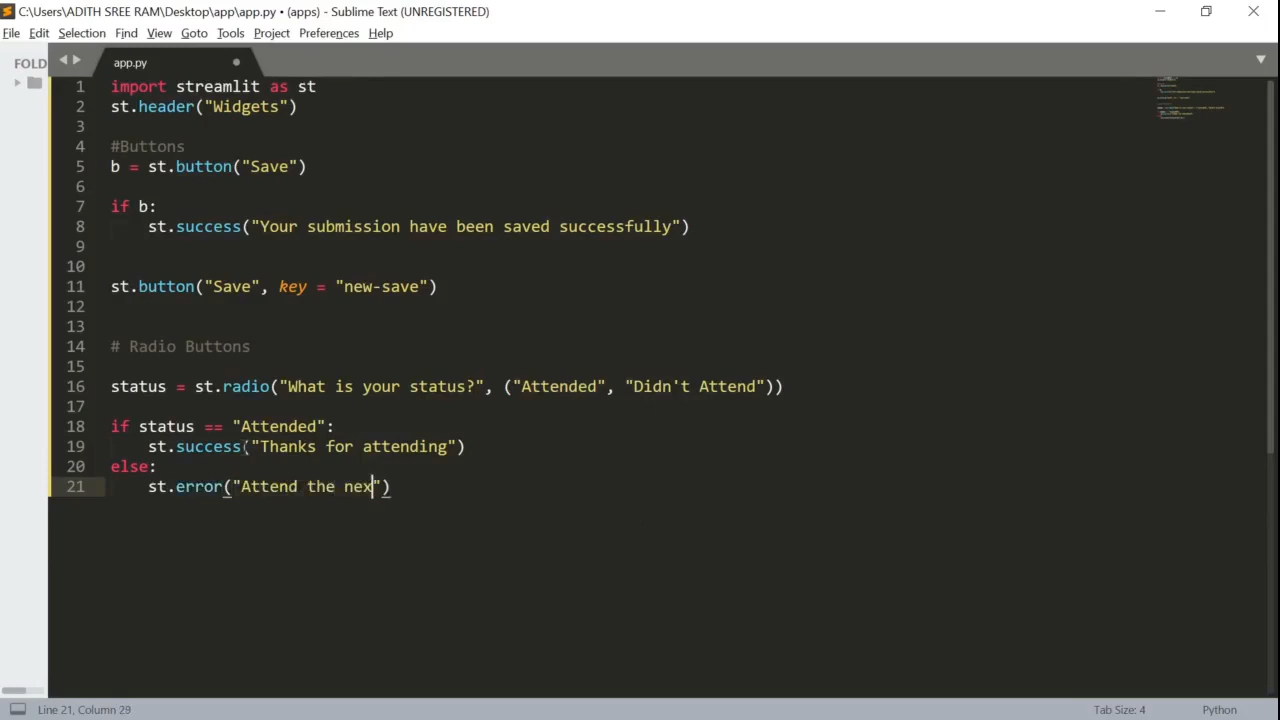 C:\Users\ADITH SREE RAM\Desktop\app\app.py • (apps) - Sublime Text (UNREGISTERED)
File Edit Selection Find View Goto Tools Project Preferences Help
FOLD
app.py
1 import streamlit as st
2 st.header("Widgets")
3
4 #Buttons
5 b = st.button("Save")
6
7 if b:
8 st.success("Your submission have been saved successfully")
9
10
11 st.button("Save", key = "new-save")
12
13
14 # Radio Buttons
15
16 status = st.radio("What is your status?", ("Attended", "Didn't Attend"))
17
18 if status == "Attended":
19 st.success("Thanks for attending")
20 else:
21 st.error("Attend the nex")
Line 21, Column 29 Tab Size: 4 Python